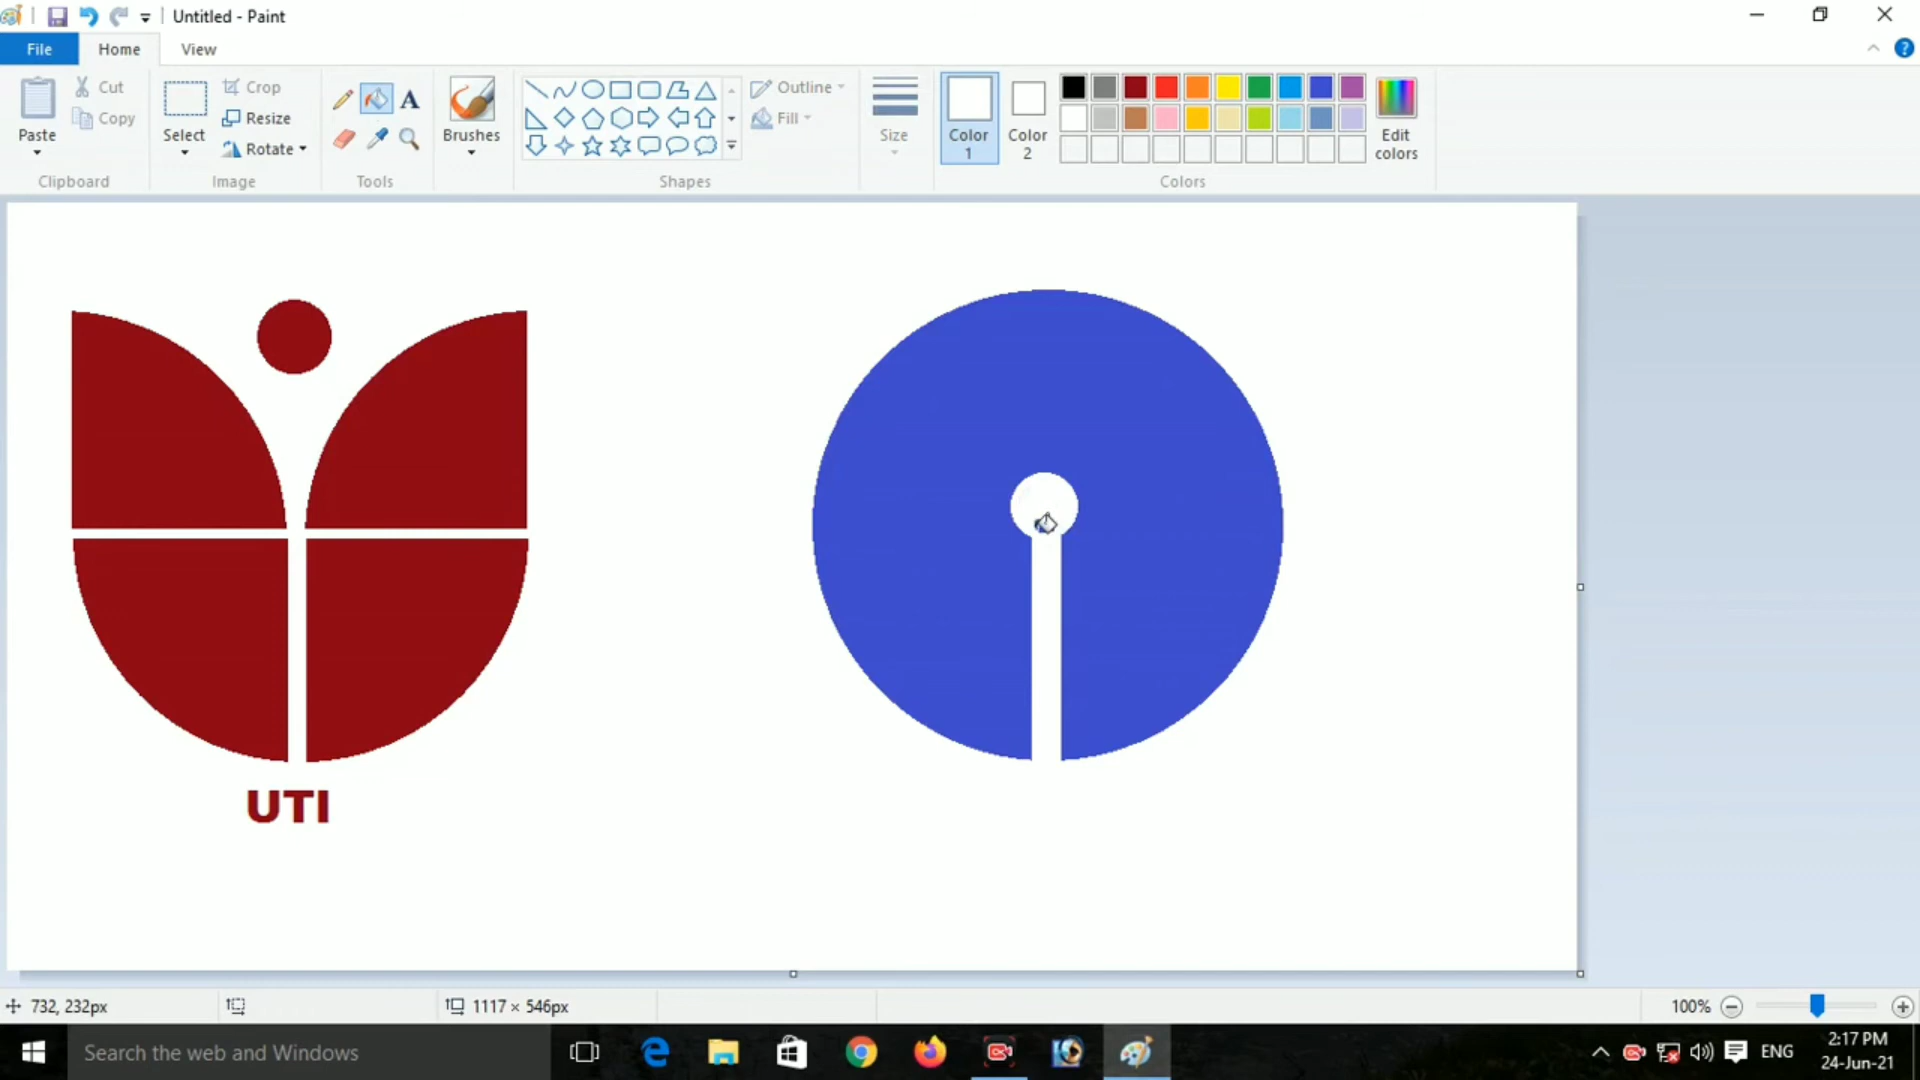 Untitled - Paint
File Home View
Paste
Cut
Copy
Clipboard
Select
Crop
Resize
Rotate
Image
Tools
Brushes
Shapes
Outline
Fill
Size
Color 1
Color 2
Colors
Edit colors
UTI
732, 232px
1117 × 546px
100%
Search the web and Windows
ENG
2:17 PM
24-Jun-21